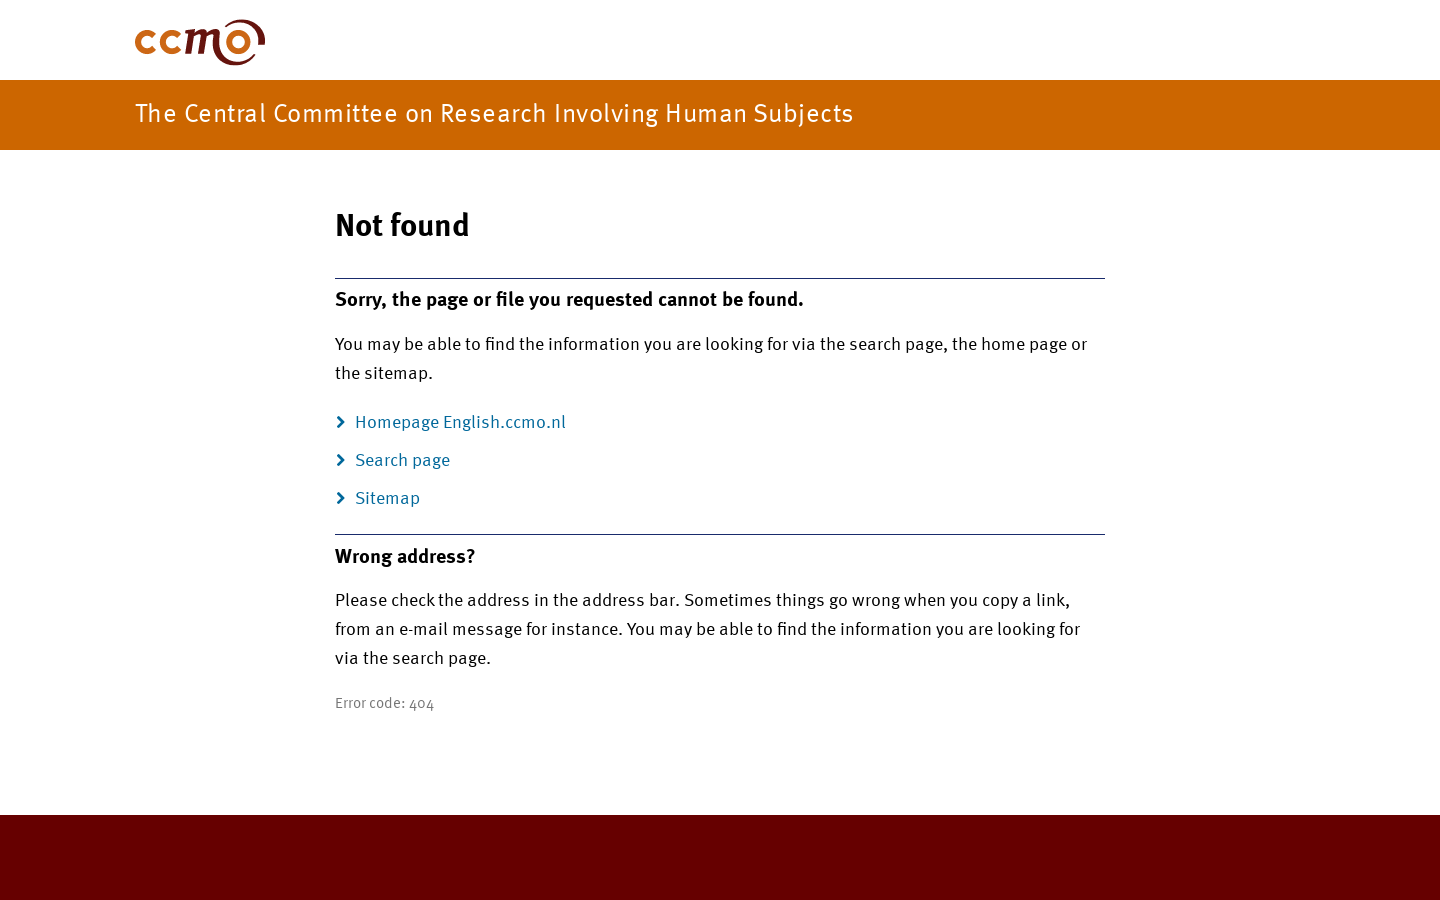 ccmo
The Central Committee on Research Involving Human Subjects
Not found
Sorry, the page or file you requested cannot be found.
You may be able to find the information you are looking for via the search page, the home page or
the sitemap.
Homepage English.ccmo.nl
Search page
Sitemap
Wrong address?
Please check the address in the address bar. Sometimes things go wrong when you copy a link,
from an e-mail message for instance. You may be able to find the information you are looking for
via the search page.
Error code: 404